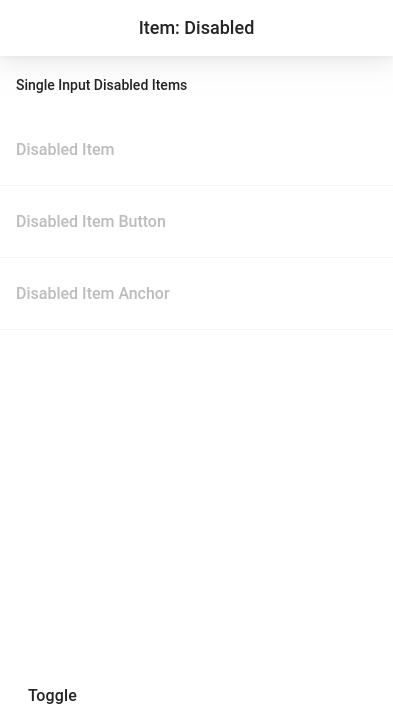 Item: Disabled
Single Input Disabled Items
Disabled Item
Disabled Item Button
Disabled Item Anchor
Toggle